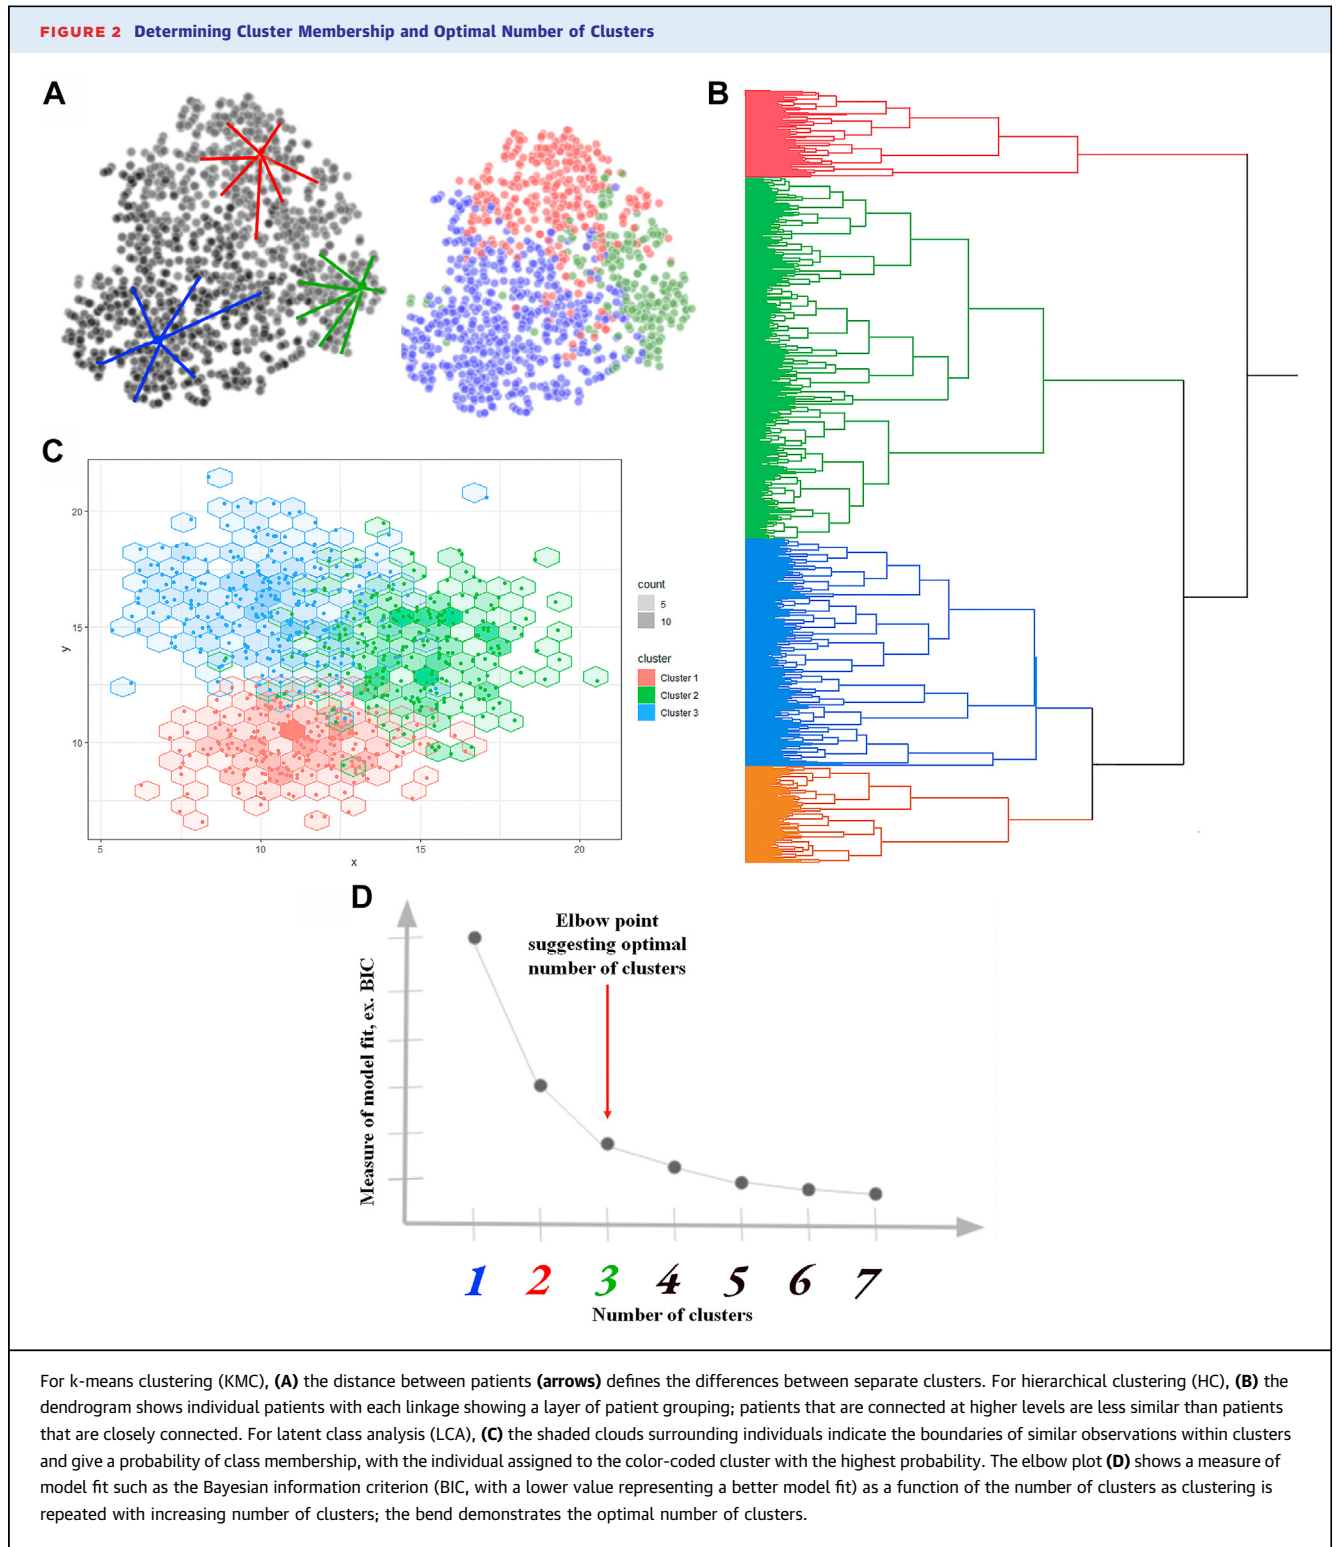 FIGURE 2 Determining Cluster Membership and Optimal Number of Clusters
A
B
C
20
15
10
y
5
10
15
20
x
count
5
10
cluster
Cluster 1
Cluster 2
Cluster 3
D
Elbow point
suggesting optimal
number of clusters
Measure of model fit, ex. BIC
1 2 3 4 5 6 7
Number of clusters
For k-means clustering (KMC), (A) the distance between patients (arrows) defines the differences between separate clusters. For hierarchical clustering (HC), (B) the
dendrogram shows individual patients with each linkage showing a layer of patient grouping; patients that are connected at higher levels are less similar than patients
that are closely connected. For latent class analysis (LCA), (C) the shaded clouds surrounding individuals indicate the boundaries of similar observations within clusters
and give a probability of class membership, with the individual assigned to the color-coded cluster with the highest probability. The elbow plot (D) shows a measure of
model fit such as the Bayesian information criterion (BIC, with a lower value representing a better model fit) as a function of the number of clusters as clustering is
repeated with increasing number of clusters; the bend demonstrates the optimal number of clusters.